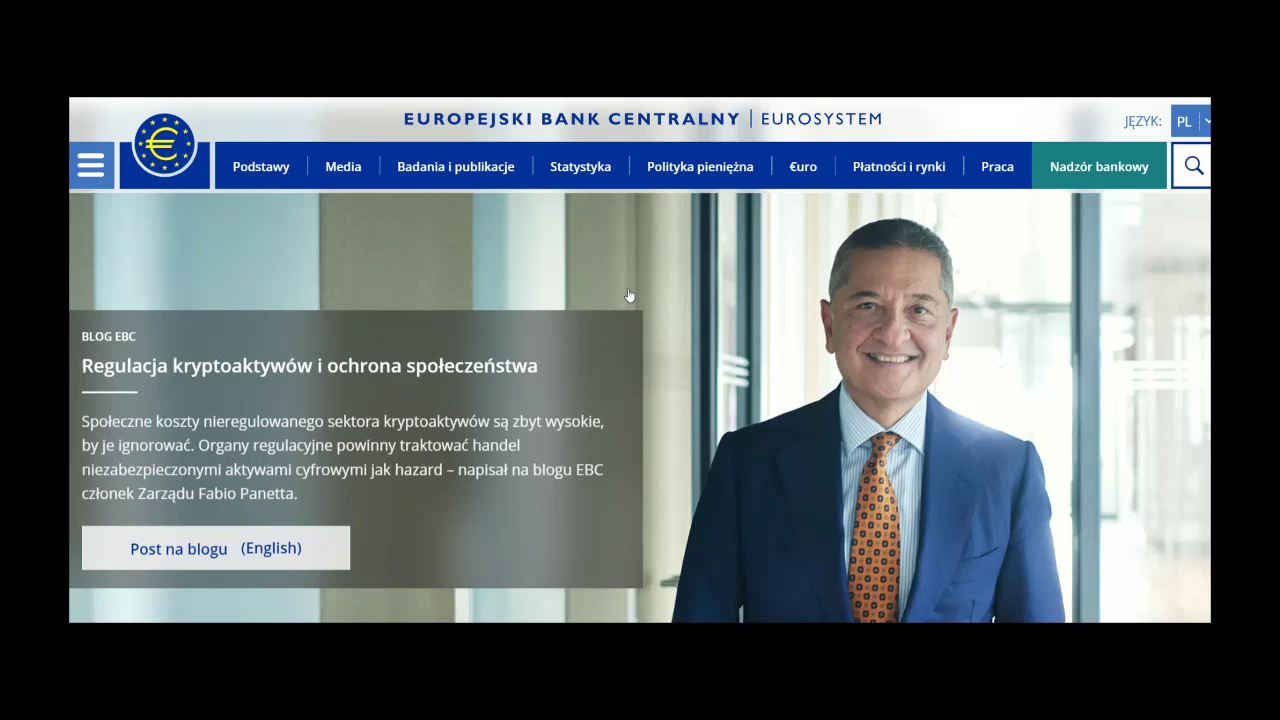 EUROPEJSKI BANK CENTRALNY | EUROSYSTEM
JĘZYK: PL
Podstawy
Media
Badania i publikacje
Statystyka
Polityka pieniężna
€uro
Płatności i rynki
Praca
Nadzór bankowy
BLOG EBC
Regulacja kryptoaktywów i ochrona społeczeństwa
Społeczne koszty nieregulowanego sektora kryptoaktywów są zbyt wysokie,
by je ignorować. Organy regulacyjne powinny traktować handel
niezabezpieczonymi aktywami cyfrowymi jak hazard – napisał na blogu EBC
członek Zarządu Fabio Panetta.
Post na blogu (English)